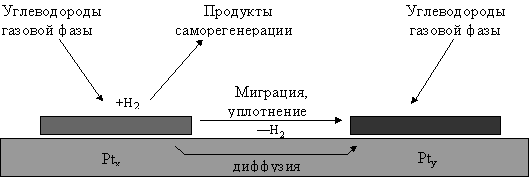 Углеводороды
газовой фазы
Продукты
саморегенерации
Углеводороды
газовой фазы
+H₂
Миграция,
уплотнение
—H₂
Ptₓ
диффузия
Pty